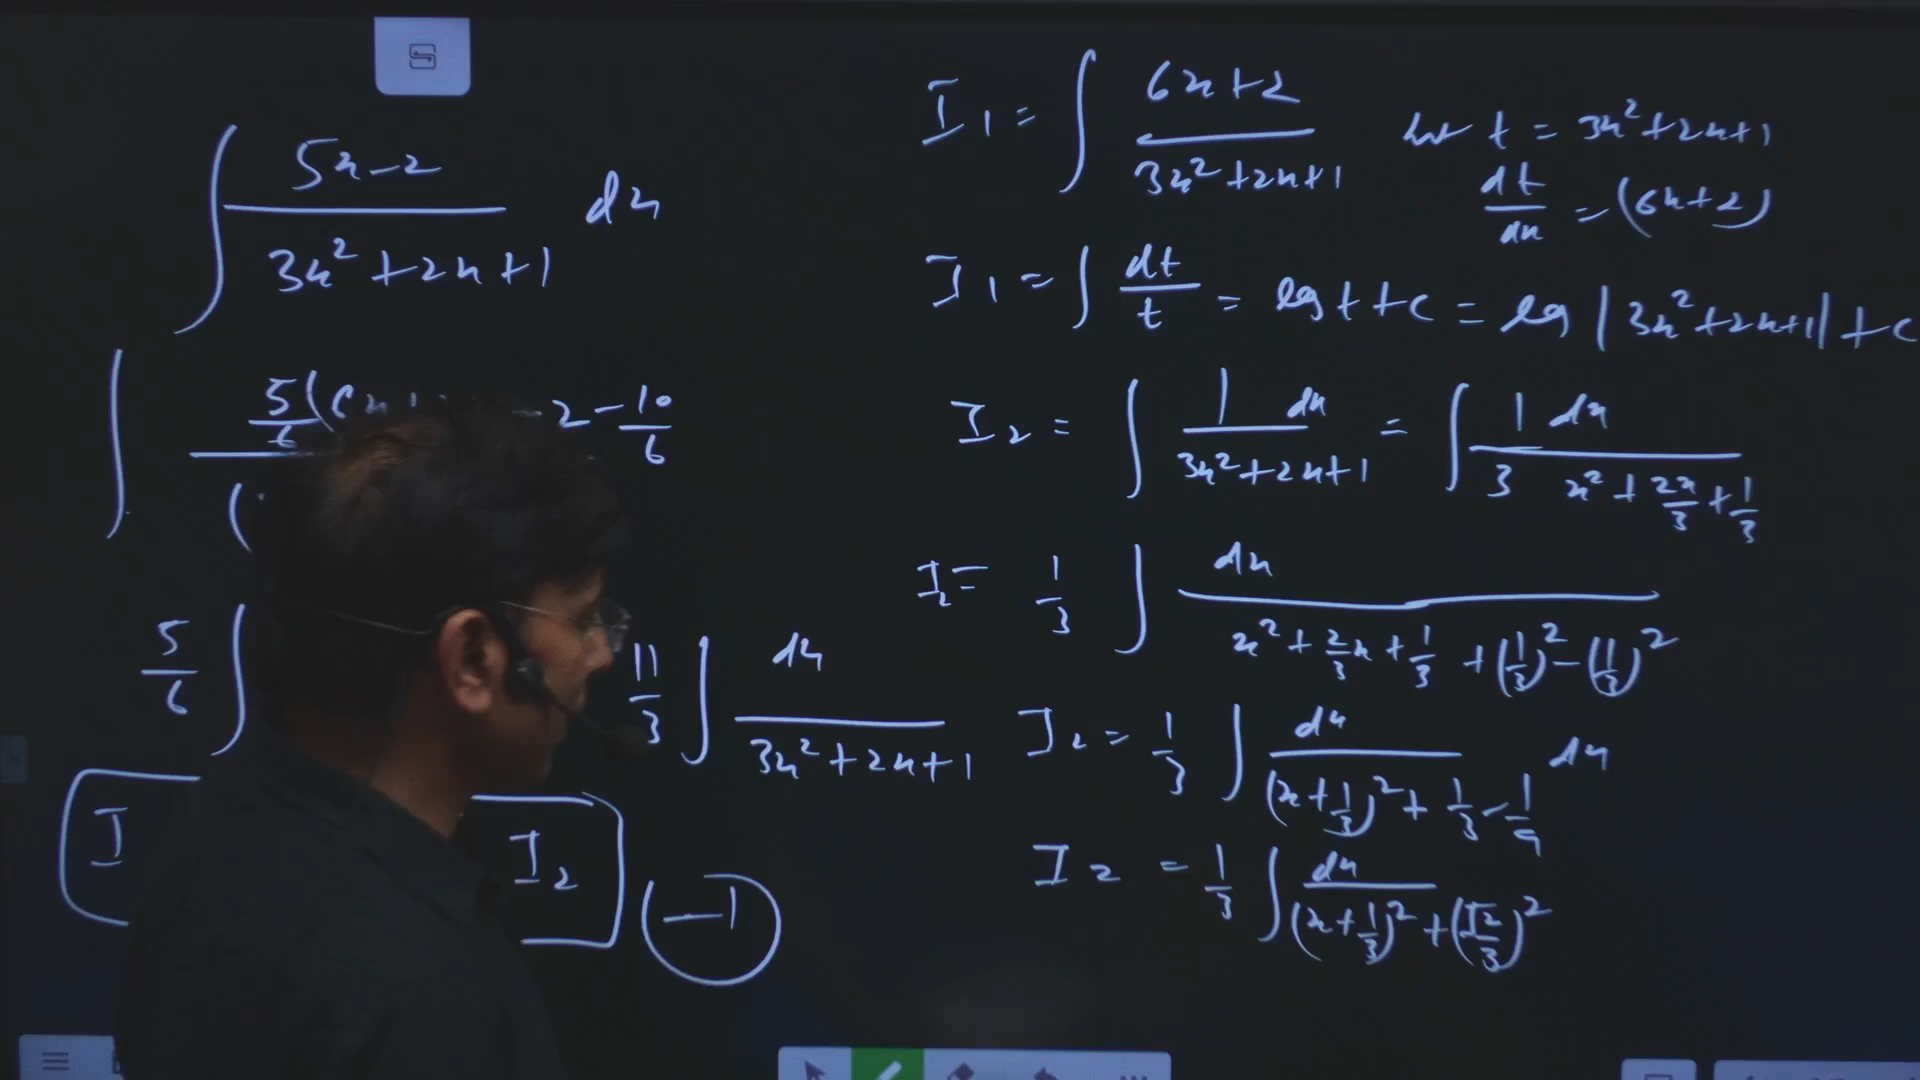 ∫ (5x-2)/(3x²+2x+1) dx
∫ 5/6( -2-10/6
5/6 ∫
11/3 ∫ dx/(3x²+2x+1)
I I₂ —1
I₁ = ∫ (6x+2)/(3x²+2x+1) let t = 3x²+2x+1
dt/dx = (6x+2)
I₁ = ∫ dt/t = log t + c = log |3x²+2x+1| + c
I₂ = ∫ 1 dx/(3x²+2x+1) = ∫ 1 dx/(3 x²+2x/3+1/3)
I₂ = 1/3 ∫ dx/(x²+2/3x+1/3+(1/3)²-(1/3)²)
I₂ = 1/3 ∫ dx/((x+1/3)²+1/3-1/9) dx
I₂ = 1/3 ∫ dx/((x+1/3)²+(√2/3)²)